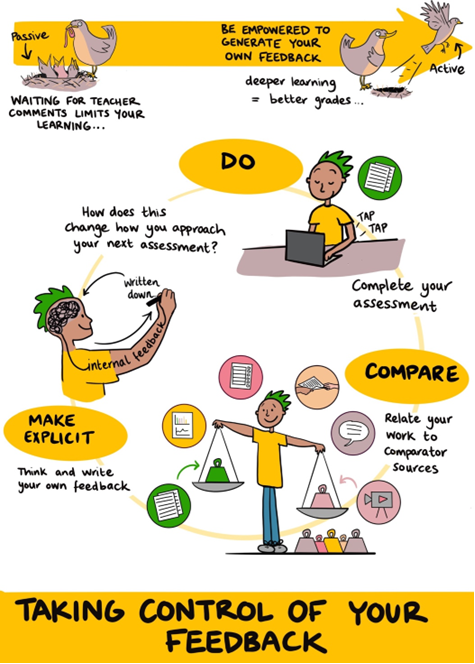 Passive
WAITING FOR TEACHER
COMMENTS LIMITS YOUR
LEARNING...
BE EMPOWERED TO
GENERATE YOUR
OWN FEEDBACK
deeper learning
= better grades...
Active
DO
TAP
TAP
Complete your
assessment
COMPARE
Relate your
work to
Comparator
sources
MAKE
EXPLICIT
Think and write
your own feedback
written
down
internal feedback
How does this
change how you approach
your next assessment?
TAKING CONTROL OF YOUR
FEEDBACK